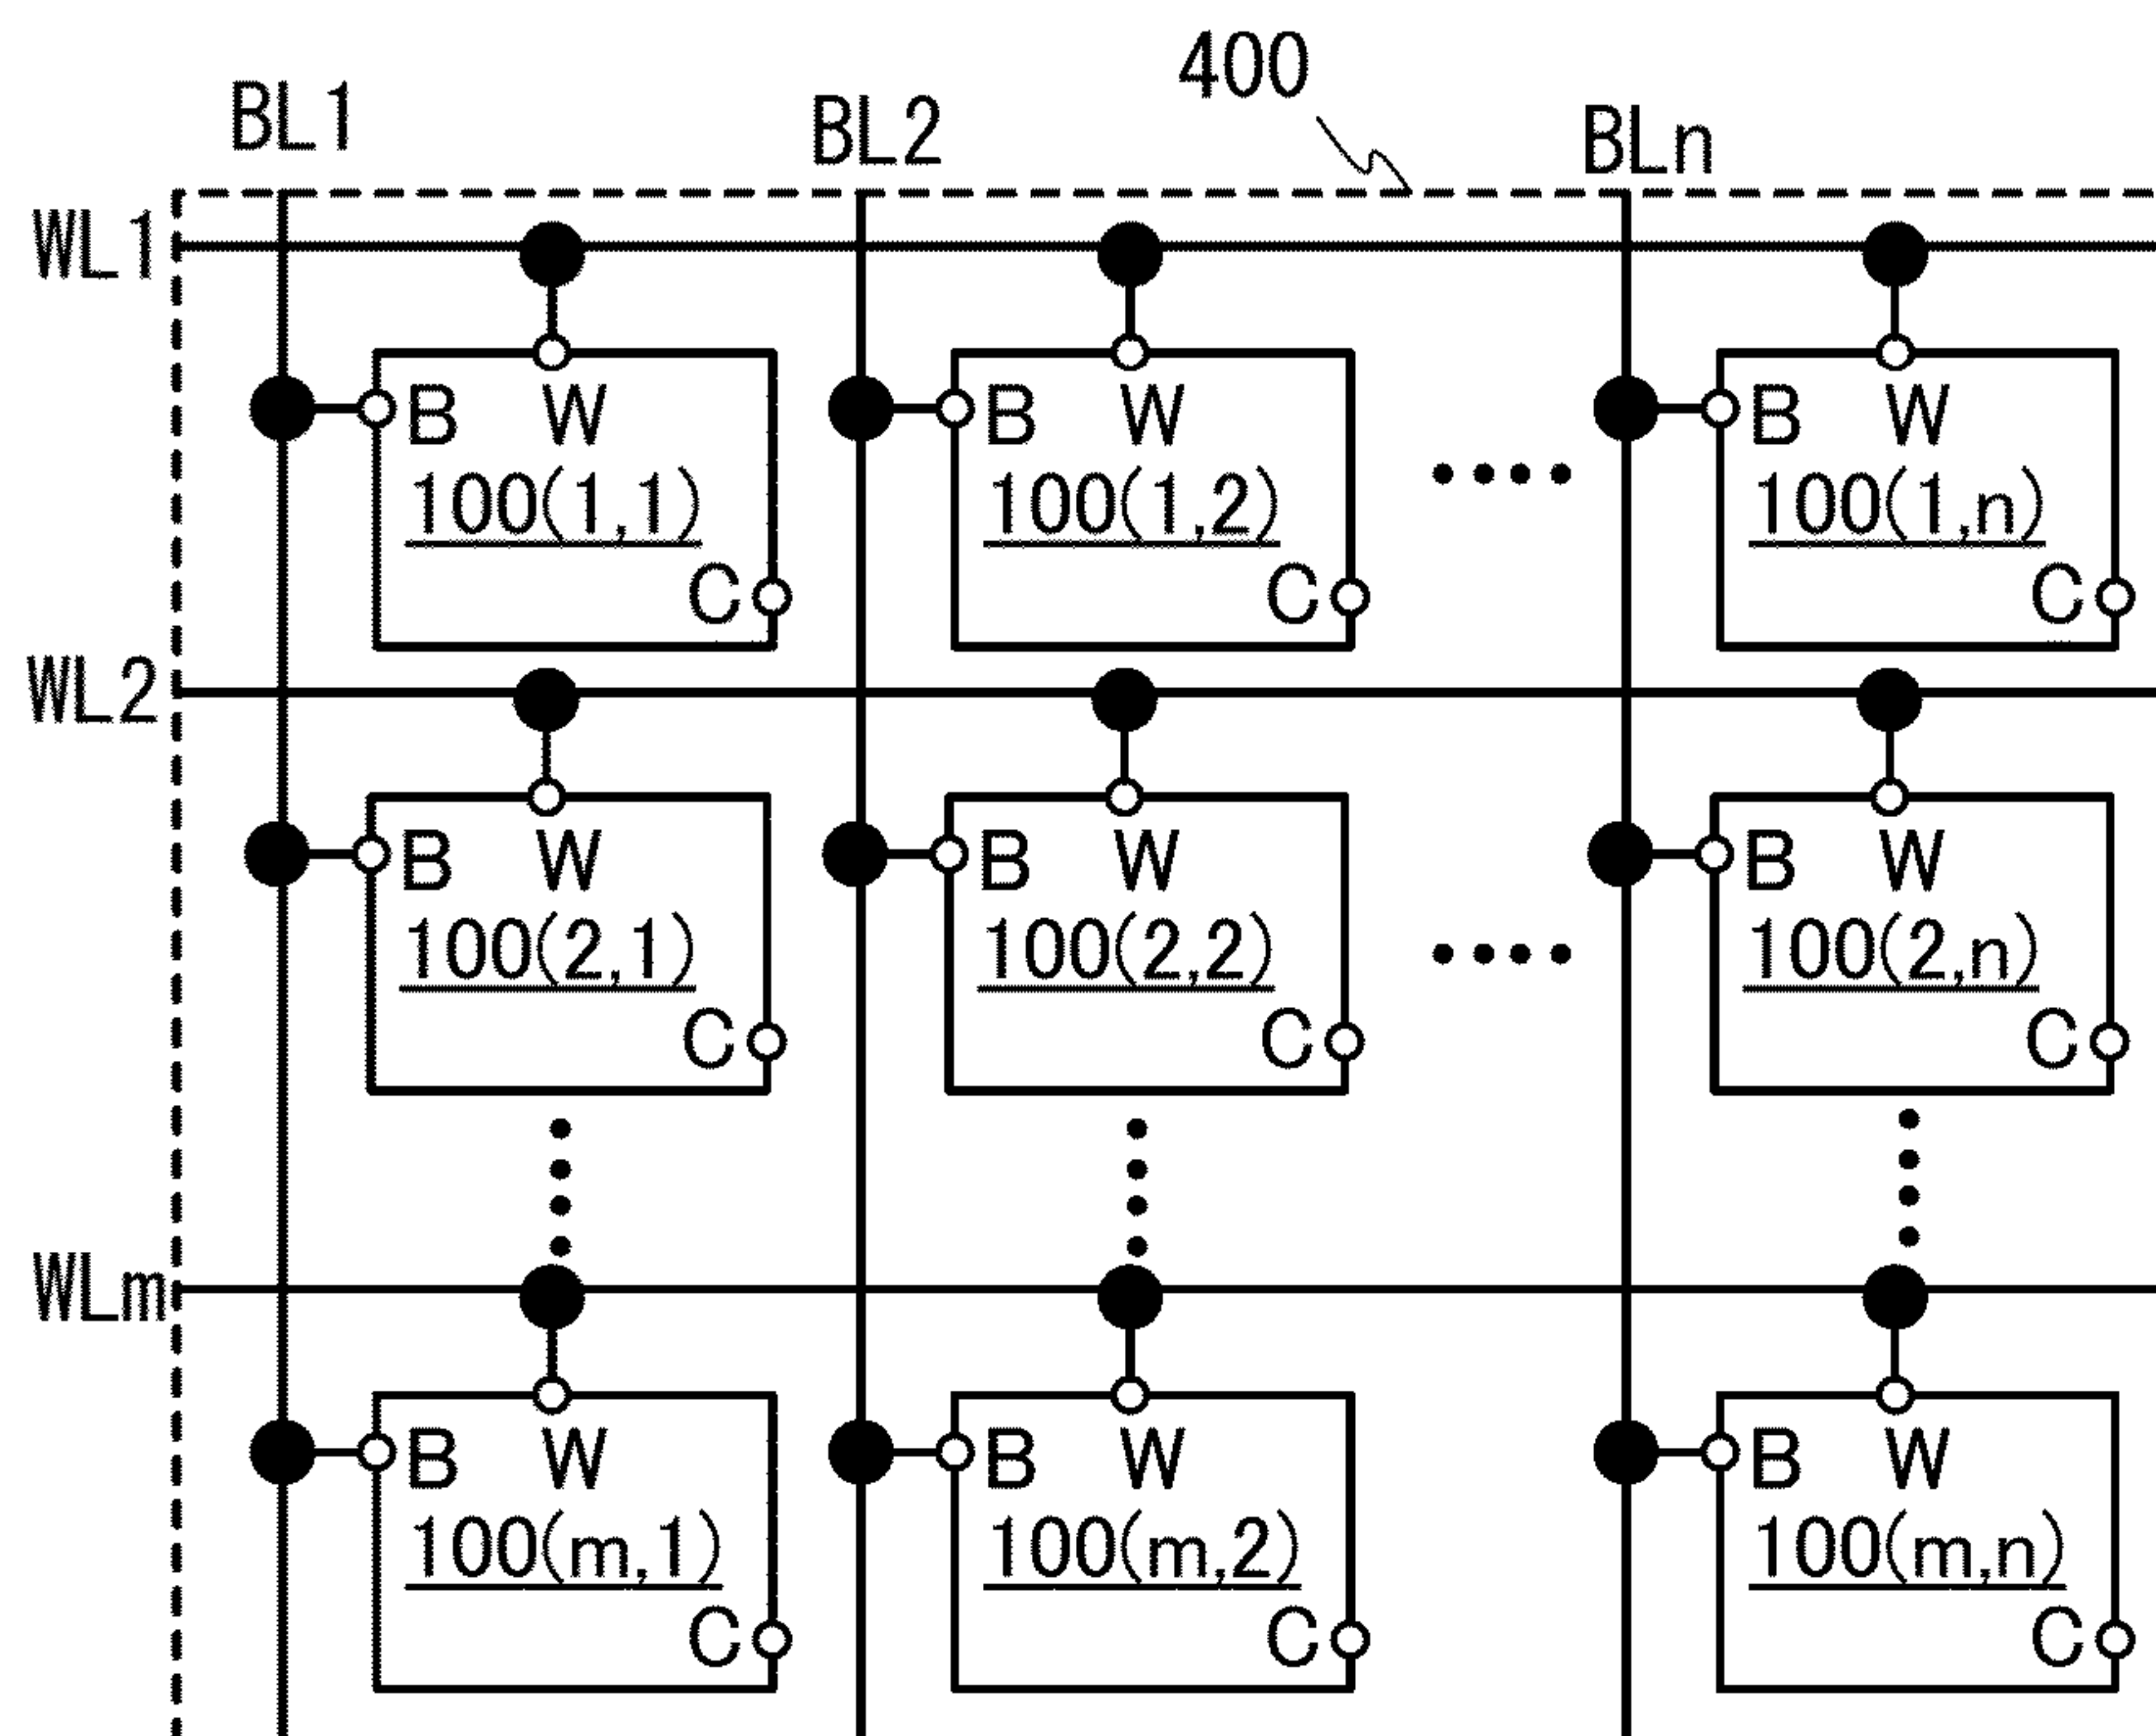 400
BL1 BL2 BLn
WL1
B W B W B W
100(1,1) 100(1,2) 100(1,n)
C C C
WL2
B W B W B W
100(2,1) 100(2,2) 100(2,n)
C C C
WLm
B W B W B W
100(m,1) 100(m,2) 100(m,n)
C C C